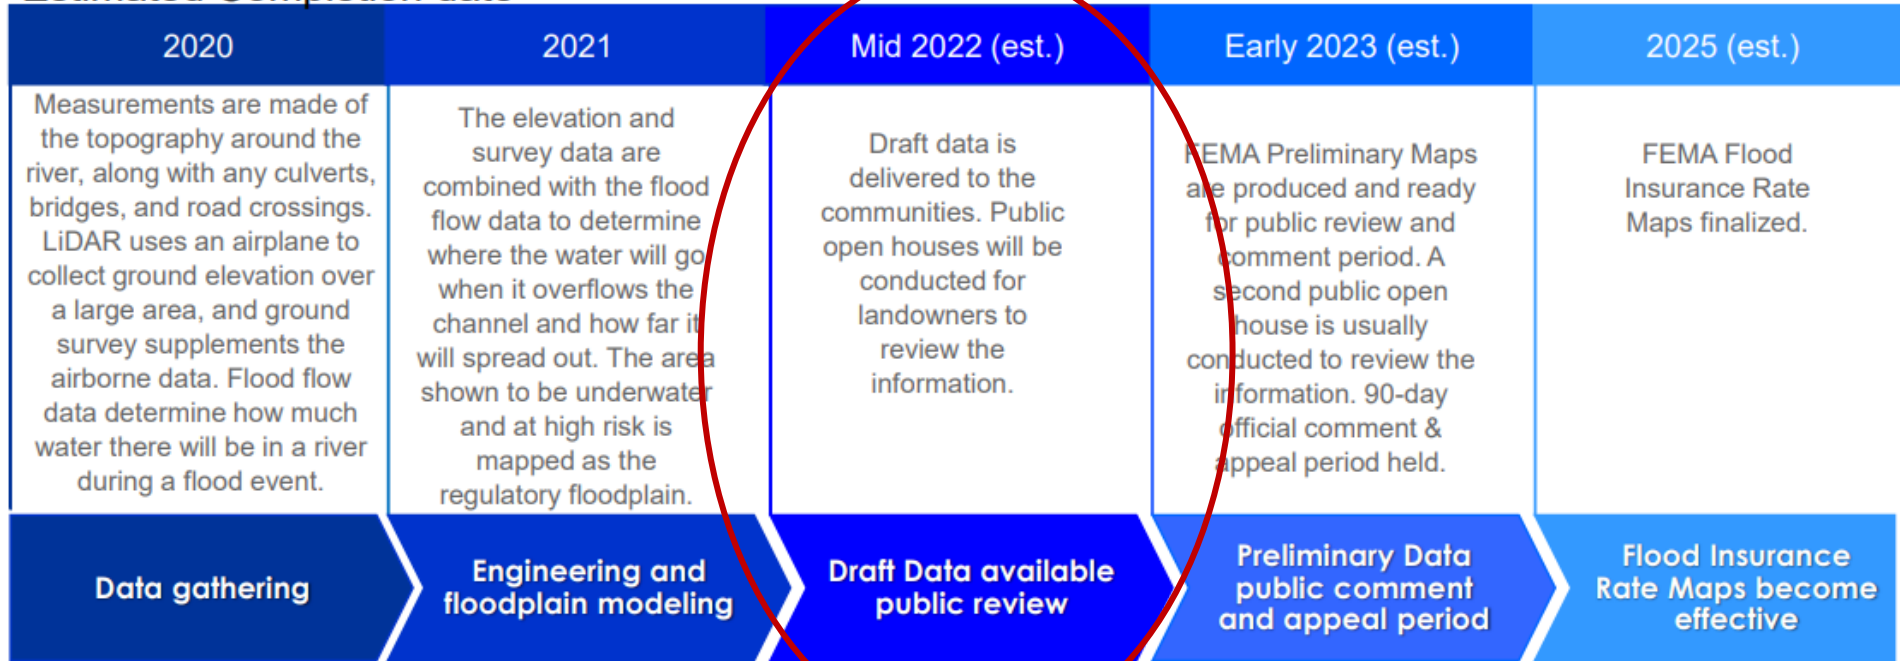 Estimated Completion date
2020
2021
Mid 2022 (est.)
Early 2023 (est.)
2025 (est.)
Measurements are made of
the topography around the
river, along with any culverts,
bridges, and road crossings.
LiDAR uses an airplane to
collect ground elevation over
a large area, and ground
survey supplements the
airborne data. Flood flow
data determine how much
water there will be in a river
during a flood event.
The elevation and
survey data are
combined with the flood
flow data to determine
where the water will go
when it overflows the
channel and how far it
will spread out. The area
shown to be underwater
and at high risk is
mapped as the
regulatory floodplain.
Draft data is
delivered to the
communities. Public
open houses will be
conducted for
landowners to
review the
information.
FEMA Preliminary Maps
are produced and ready
for public review and
comment period. A
second public open
house is usually
conducted to review the
information. 90-day
official comment &
appeal period held.
FEMA Flood
Insurance Rate
Maps finalized.
Data gathering
Engineering and
floodplain modeling
Draft Data available
public review
Preliminary Data
public comment
and appeal period
Flood Insurance
Rate Maps become
effective